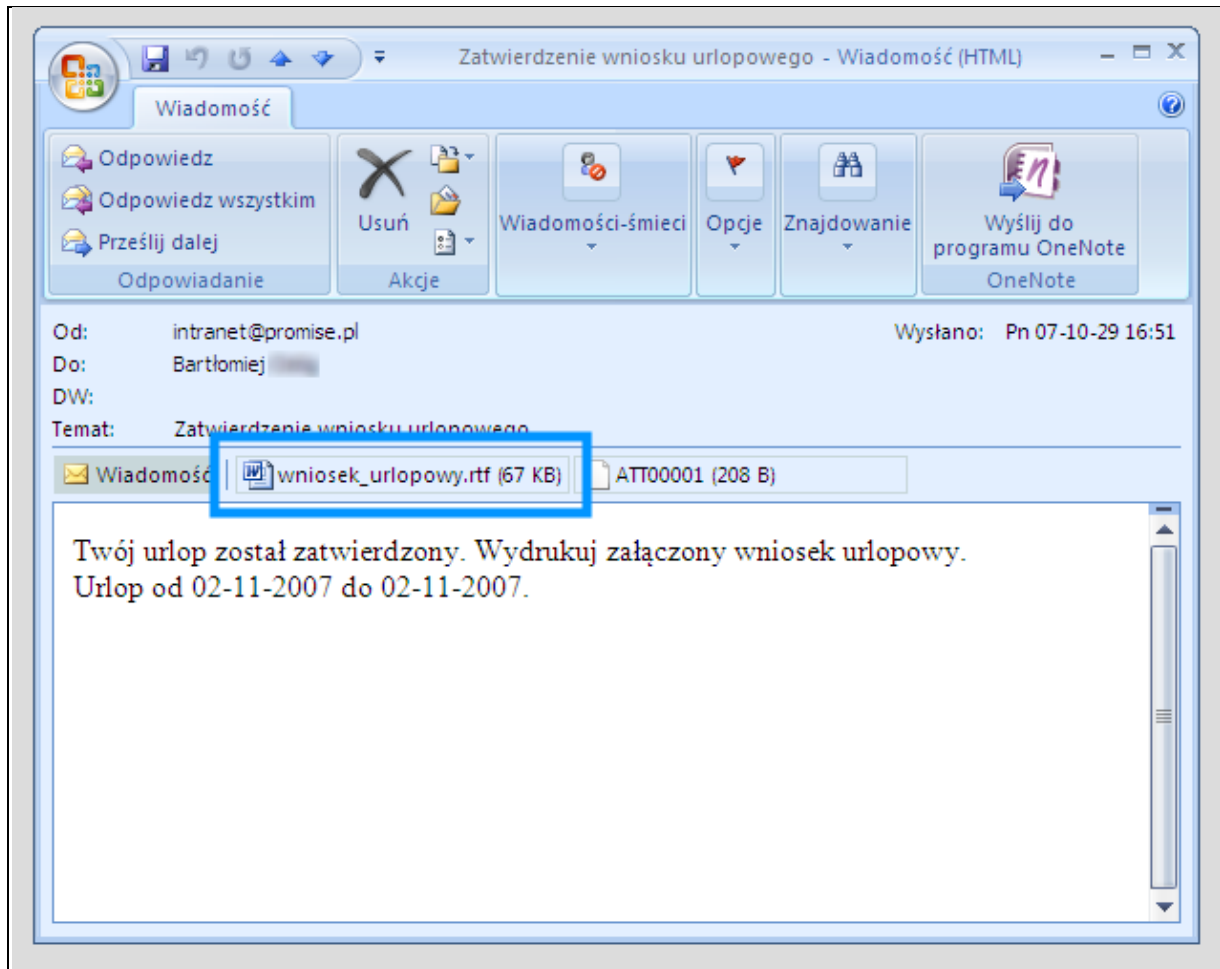 Zatwierdzenie wniosku urlopowego - Wiadomość (HTML)
Wiadomość
Odpowiedz
Odpowiedz wszystkim
Prześlij dalej
Odpowiadanie
Usuń
Akcje
Wiadomości-śmieci
Opcje
Znajdowanie
Wyślij do
programu OneNote
OneNote
Od: intranet@promise.pl Wysłano: Pn 07-10-29 16:51
Do: Bartłomiej
DW:
Temat: Zatwierdzenie wniosku urlopowego
Wiadomość wniosek_urlopowy.rtf (67 KB) ATT00001 (208 B)
Twój urlop został zatwierdzony. Wydrukuj załączony wniosek urlopowy.
Urlop od 02-11-2007 do 02-11-2007.